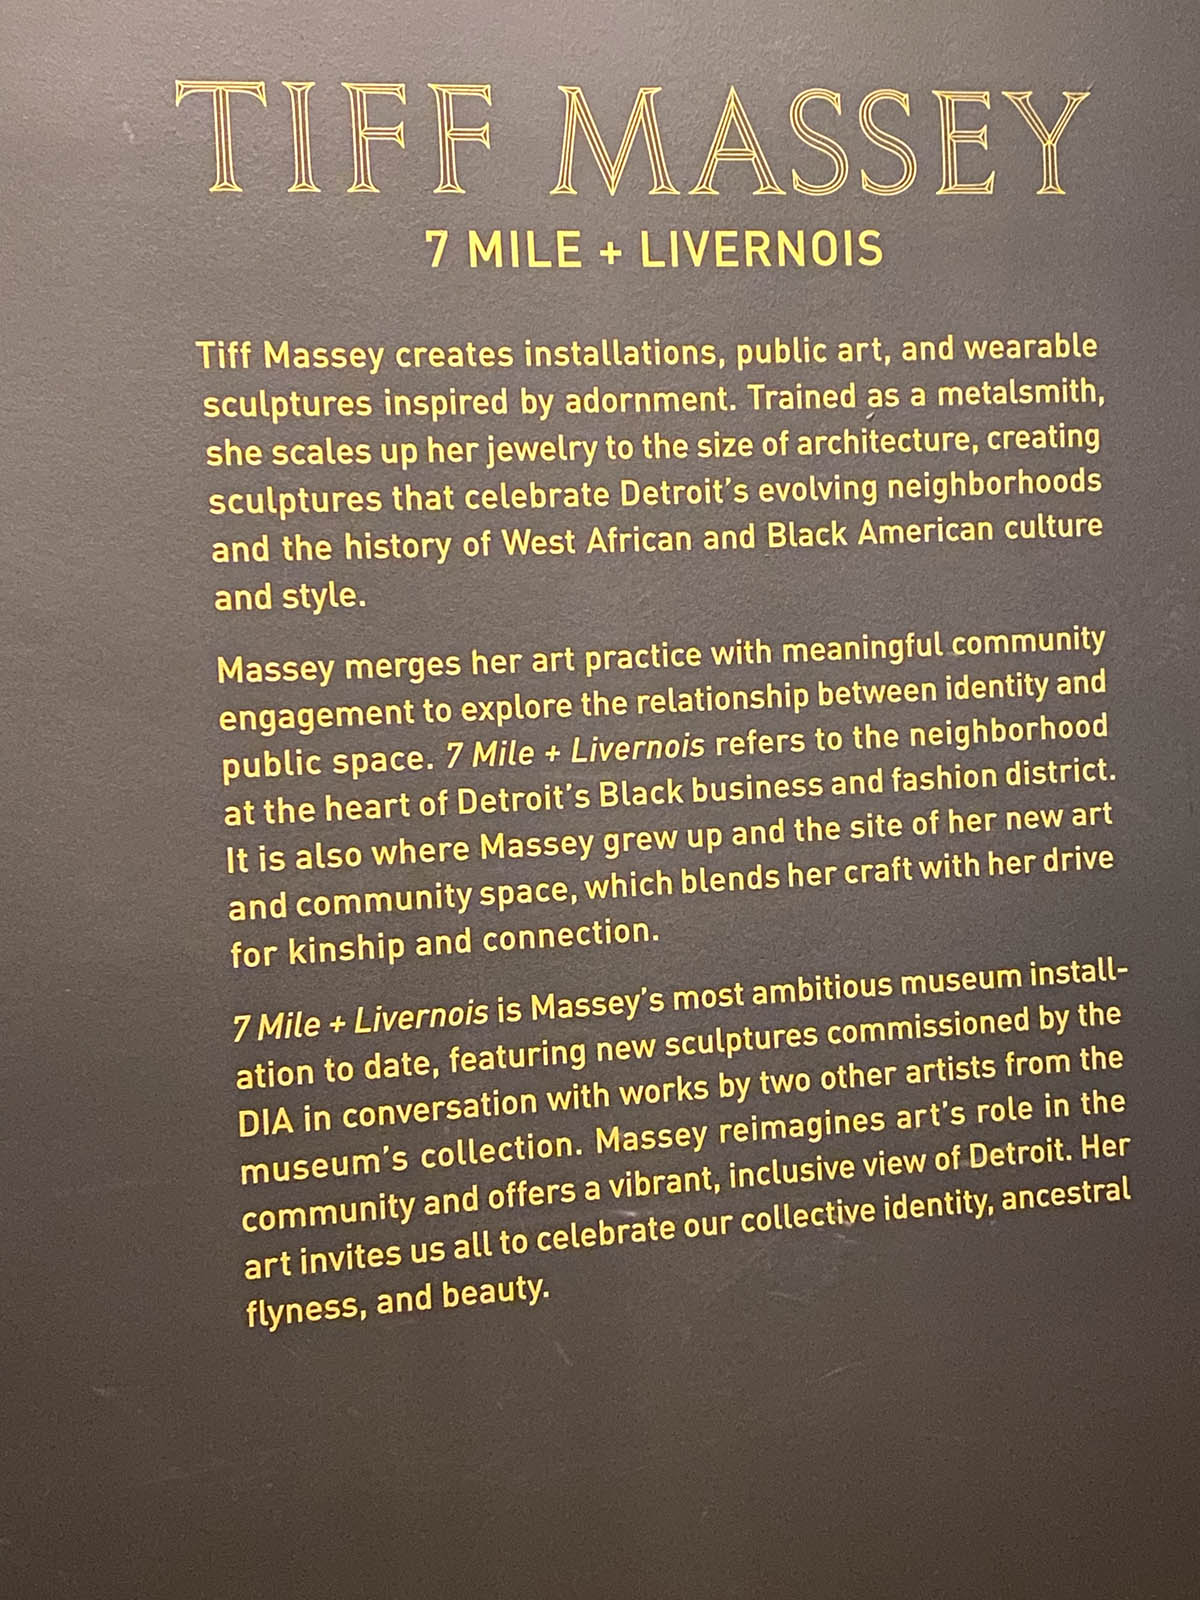 TIFF MASSEY
7 MILE + LIVERNOIS
Tiff Massey creates installations, public art, and wearable
sculptures inspired by adornment. Trained as a metalsmith,
she scales up her jewelry to the size of architecture, creating
sculptures that celebrate Detroit's evolving neighborhoods
and the history of West African and Black American culture
and style.
Massey merges her art practice with meaningful community
engagement to explore the relationship between identity and
public space. 7 Mile + Livernois refers to the neighborhood
at the heart of Detroit's Black business and fashion district.
It is also where Massey grew up and the site of her new art
and community space, which blends her craft with her drive
for kinship and connection.
7 Mile + Livernois is Massey's most ambitious museum install-
ation to date, featuring new sculptures commissioned by the
DIA in conversation with works by two other artists from the
museum's collection. Massey reimagines art's role in the
community and offers a vibrant, inclusive view of Detroit. Her
art invites us all to celebrate our collective identity, ancestral
flyness, and beauty.